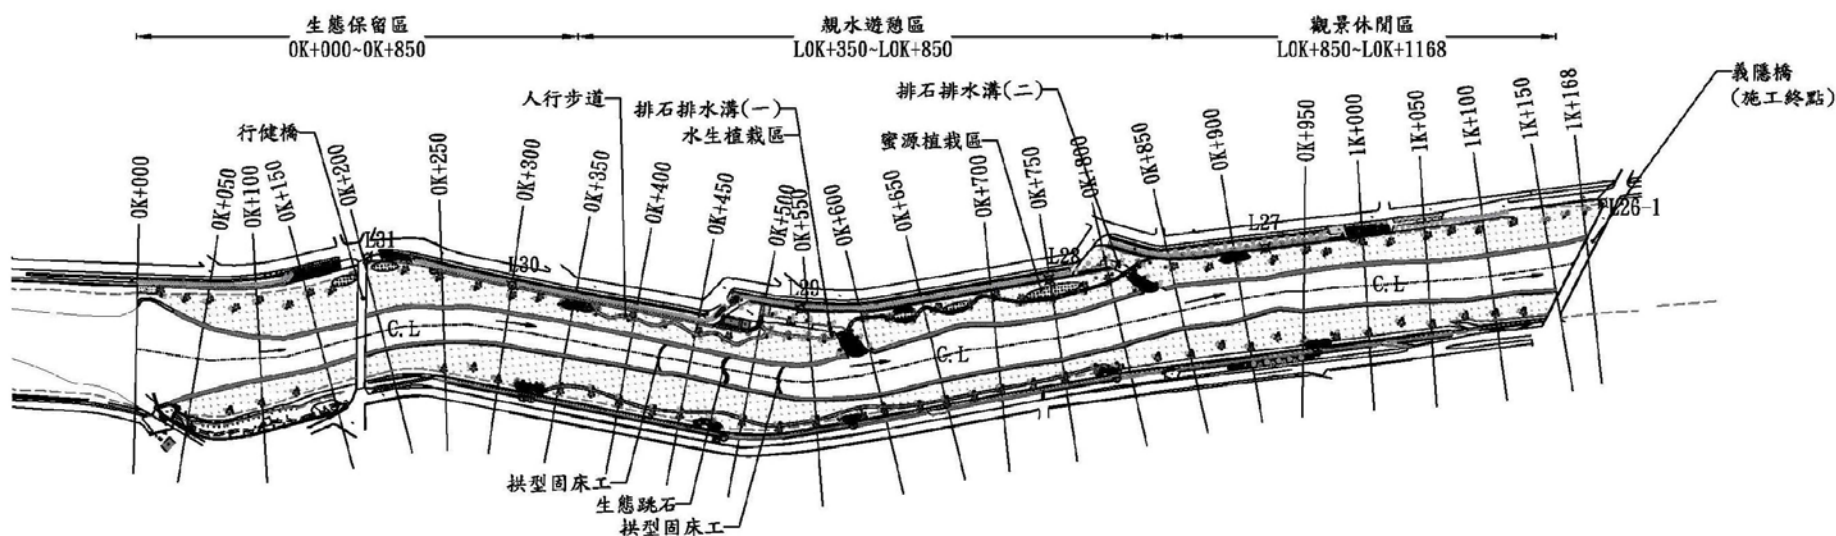 生態保留區
0K+000~0K+850
親水遊憩區
L0K+350~L0K+850
觀景休閒區
L0K+850~L0K+1168
義隱橋
(施工終點)
人行步道
排石排水溝(一)
水生植栽區
排石排水溝(二)
蜜源植栽區
行健橋
0K+000
0K+050
0K+100
0K+150
0K+200
0K+250
0K+300
0K+350
0K+400
0K+450
0K+500
0K+550
0K+600
0K+650
0K+700
0K+750
0K+800
0K+850
0K+900
0K+950
1K+000
1K+050
1K+100
1K+150
1K+168
L31
L30
L29
L28
L27
L26-1
C.L
C.L
C.L
拱型固床工
生態跳石
拱型固床工